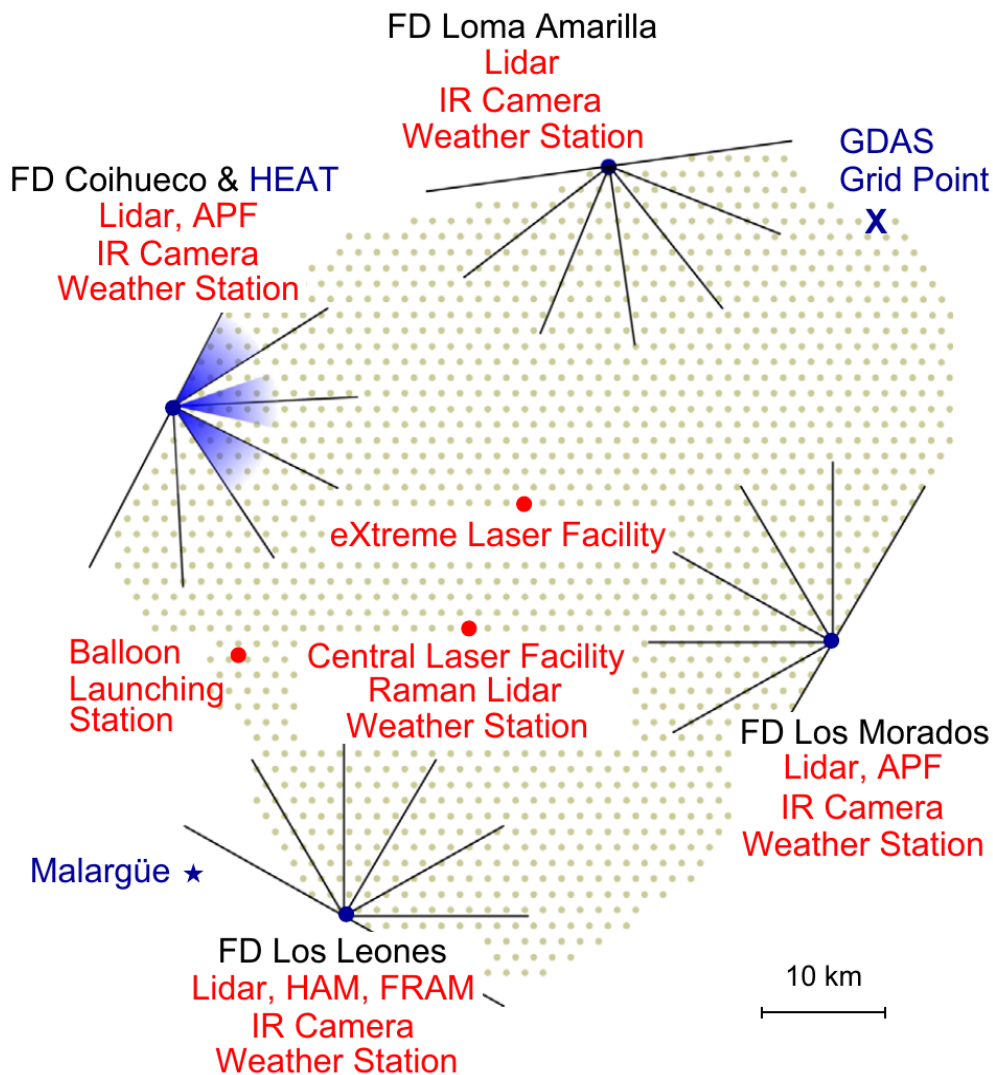 FD Loma Amarilla
Lidar
IR Camera
Weather Station
GDAS
Grid Point
X
FD Coihueco & HEAT
Lidar, APF
IR Camera
Weather Station
eXtreme Laser Facility
Balloon
Launching
Station
Central Laser Facility
Raman Lidar
Weather Station
FD Los Morados
Lidar, APF
IR Camera
Weather Station
Malargüe
FD Los Leones
Lidar, HAM, FRAM
IR Camera
Weather Station
10 km